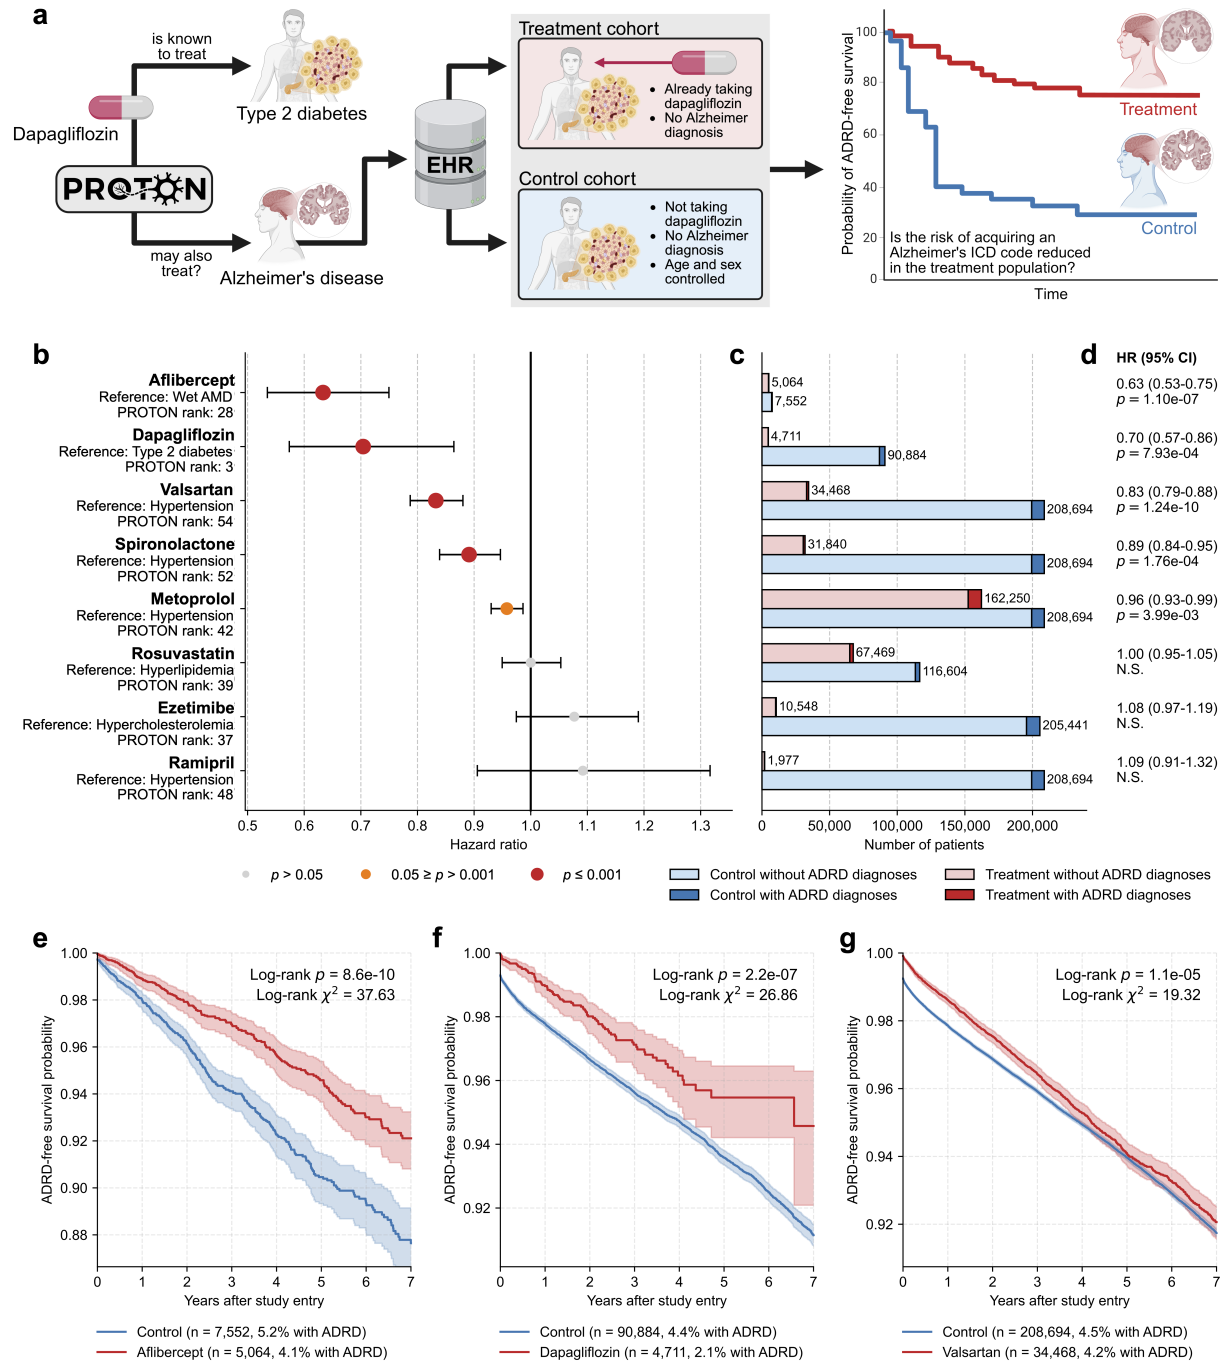 a
is known
to treat
Dapagliflozin
Type 2 diabetes
PROTON
may also
treat?
Alzheimer's disease
EHR
Treatment cohort
• Already taking
dapagliflozin
• No Alzheimer
diagnosis
Control cohort
• Not taking
dapagliflozin
• No Alzheimer
diagnosis
• Age and sex
controlled
Probability of ADRD-free survival
100
80
60
40
20
0
Treatment
Control
Is the risk of acquiring an
Alzheimer's ICD code reduced
in the treatment population?
Time
b
Aflibercept
Reference: Wet AMD
PROTON rank: 28
Dapagliflozin
Reference: Type 2 diabetes
PROTON rank: 3
Valsartan
Reference: Hypertension
PROTON rank: 54
Spironolactone
Reference: Hypertension
PROTON rank: 52
Metoprolol
Reference: Hypertension
PROTON rank: 42
Rosuvastatin
Reference: Hyperlipidemia
PROTON rank: 39
Ezetimibe
Reference: Hypercholesterolemia
PROTON rank: 37
Ramipril
Reference: Hypertension
PROTON rank: 48
0.5 0.6 0.7 0.8 0.9 1.0 1.1 1.2 1.3
Hazard ratio
p > 0.05
0.05 ≥ p > 0.001
p ≤ 0.001
c
5,064
7,552
4,711
90,884
34,468
208,694
31,840
208,694
162,250
208,694
67,469
116,604
10,548
205,441
1,977
208,694
0 50,000 100,000 150,000 200,000
Number of patients
Control without ADRD diagnoses
Treatment without ADRD diagnoses
Control with ADRD diagnoses
Treatment with ADRD diagnoses
d
HR (95% CI)
0.63 (0.53-0.75)
p = 1.10e-07
0.70 (0.57-0.86)
p = 7.93e-04
0.83 (0.79-0.88)
p = 1.24e-10
0.89 (0.84-0.95)
p = 1.76e-04
0.96 (0.93-0.99)
p = 3.99e-03
1.00 (0.95-1.05)
N.S.
1.08 (0.97-1.19)
N.S.
1.09 (0.91-1.32)
N.S.
e
ADRD-free survival probability
1.00
0.98
0.96
0.94
0.92
0.90
0.88
Log-rank p = 8.6e-10
Log-rank χ² = 37.63
0 1 2 3 4 5 6 7
Years after study entry
Control (n = 7,552, 5.2% with ADRD)
Aflibercept (n = 5,064, 4.1% with ADRD)
f
ADRD-free survival probability
1.00
0.98
0.96
0.94
0.92
Log-rank p = 2.2e-07
Log-rank χ² = 26.86
0 1 2 3 4 5 6 7
Years after study entry
Control (n = 90,884, 4.4% with ADRD)
Dapagliflozin (n = 4,711, 2.1% with ADRD)
g
ADRD-free survival probability
1.00
0.98
0.96
0.94
0.92
Log-rank p = 1.1e-05
Log-rank χ² = 19.32
0 1 2 3 4 5 6 7
Years after study entry
Control (n = 208,694, 4.5% with ADRD)
Valsartan (n = 34,468, 4.2% with ADRD)